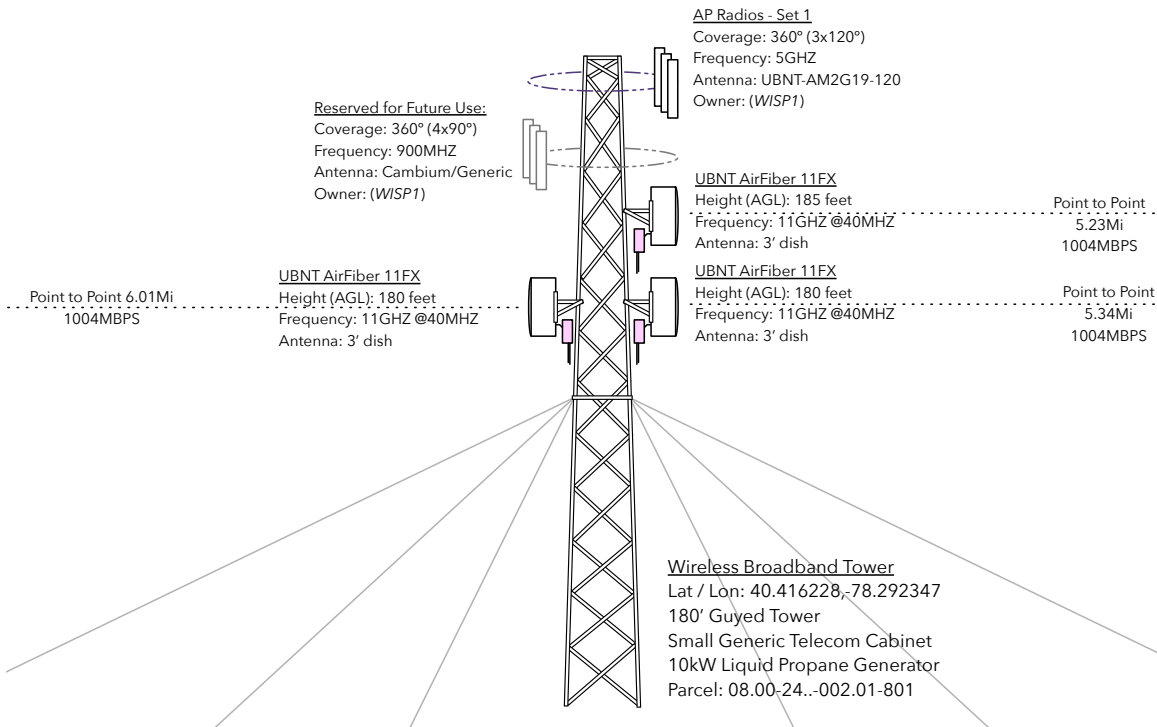 AP Radios - Set 1
Coverage: 360º (3x120º)
Frequency: 5GHZ
Antenna: UBNT-AM2G19-120
Owner: (WISP1)
Reserved for Future Use:
Coverage: 360º (4x90º)
Frequency: 900MHZ
Antenna: Cambium/Generic
Owner: (WISP1)
UBNT AirFiber 11FX
Height (AGL): 185 feet
Frequency: 11GHZ @40MHZ
Antenna: 3’ dish
Point to Point
5.23Mi
1004MBPS
Point to Point 6.01Mi
1004MBPS
UBNT AirFiber 11FX
Height (AGL): 180 feet
Frequency: 11GHZ @40MHZ
Antenna: 3’ dish
UBNT AirFiber 11FX
Height (AGL): 180 feet
Frequency: 11GHZ @40MHZ
Antenna: 3’ dish
Point to Point
5.34Mi
1004MBPS
Wireless Broadband Tower
Lat / Lon: 40.416228,-78.292347
180’ Guyed Tower
Small Generic Telecom Cabinet
10kW Liquid Propane Generator
Parcel: 08.00-24..-002.01-801